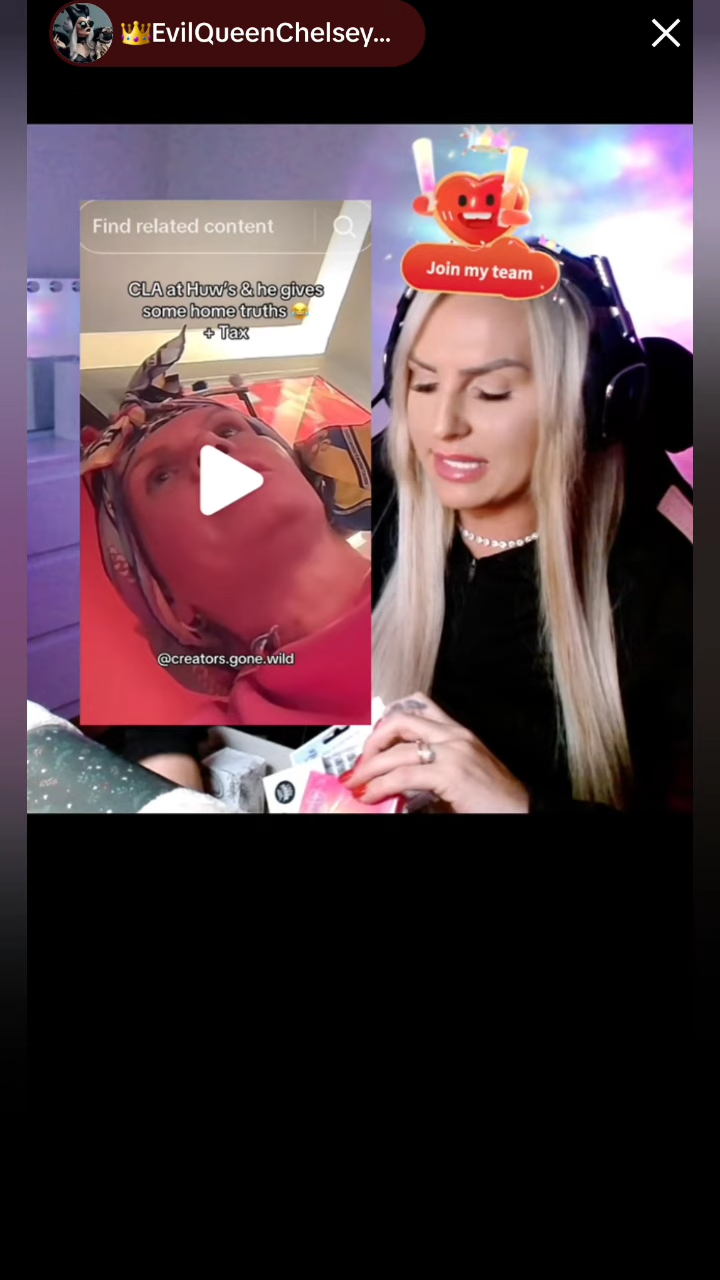 👑EvilQueenChelsey...
Join my team
Find related content
CLA at Huw's & he gives
some home truths 😂
+ Tax
@creators.gone.wild